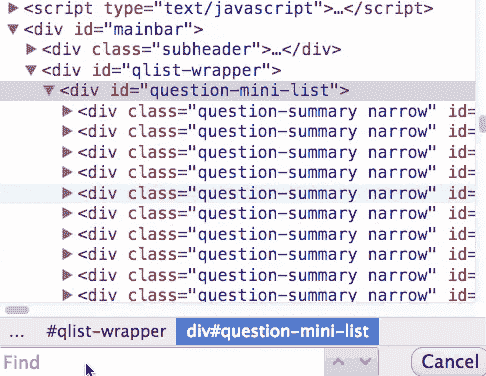 <script type="text/javascript">…</script>
<div id="mainbar">
<div class="subheader">…</div>
<div id="qlist-wrapper">
<div id="question-mini-list">
<div class="question-summary narrow" id=
<div class="question-summary narrow" id=
<div class="question-summary narrow" id=
<div class="question-summary narrow" id=
<div class="question-summary narrow" id=
<div class="question-summary narrow" id=
<div class="question-summary narrow" id=
<div class="question-summary narrow" id=
<div class="question-summary narrow" id=
<div class="question-summary narrow" id=
... #qlist-wrapper div#question-mini-list
Find Cancel